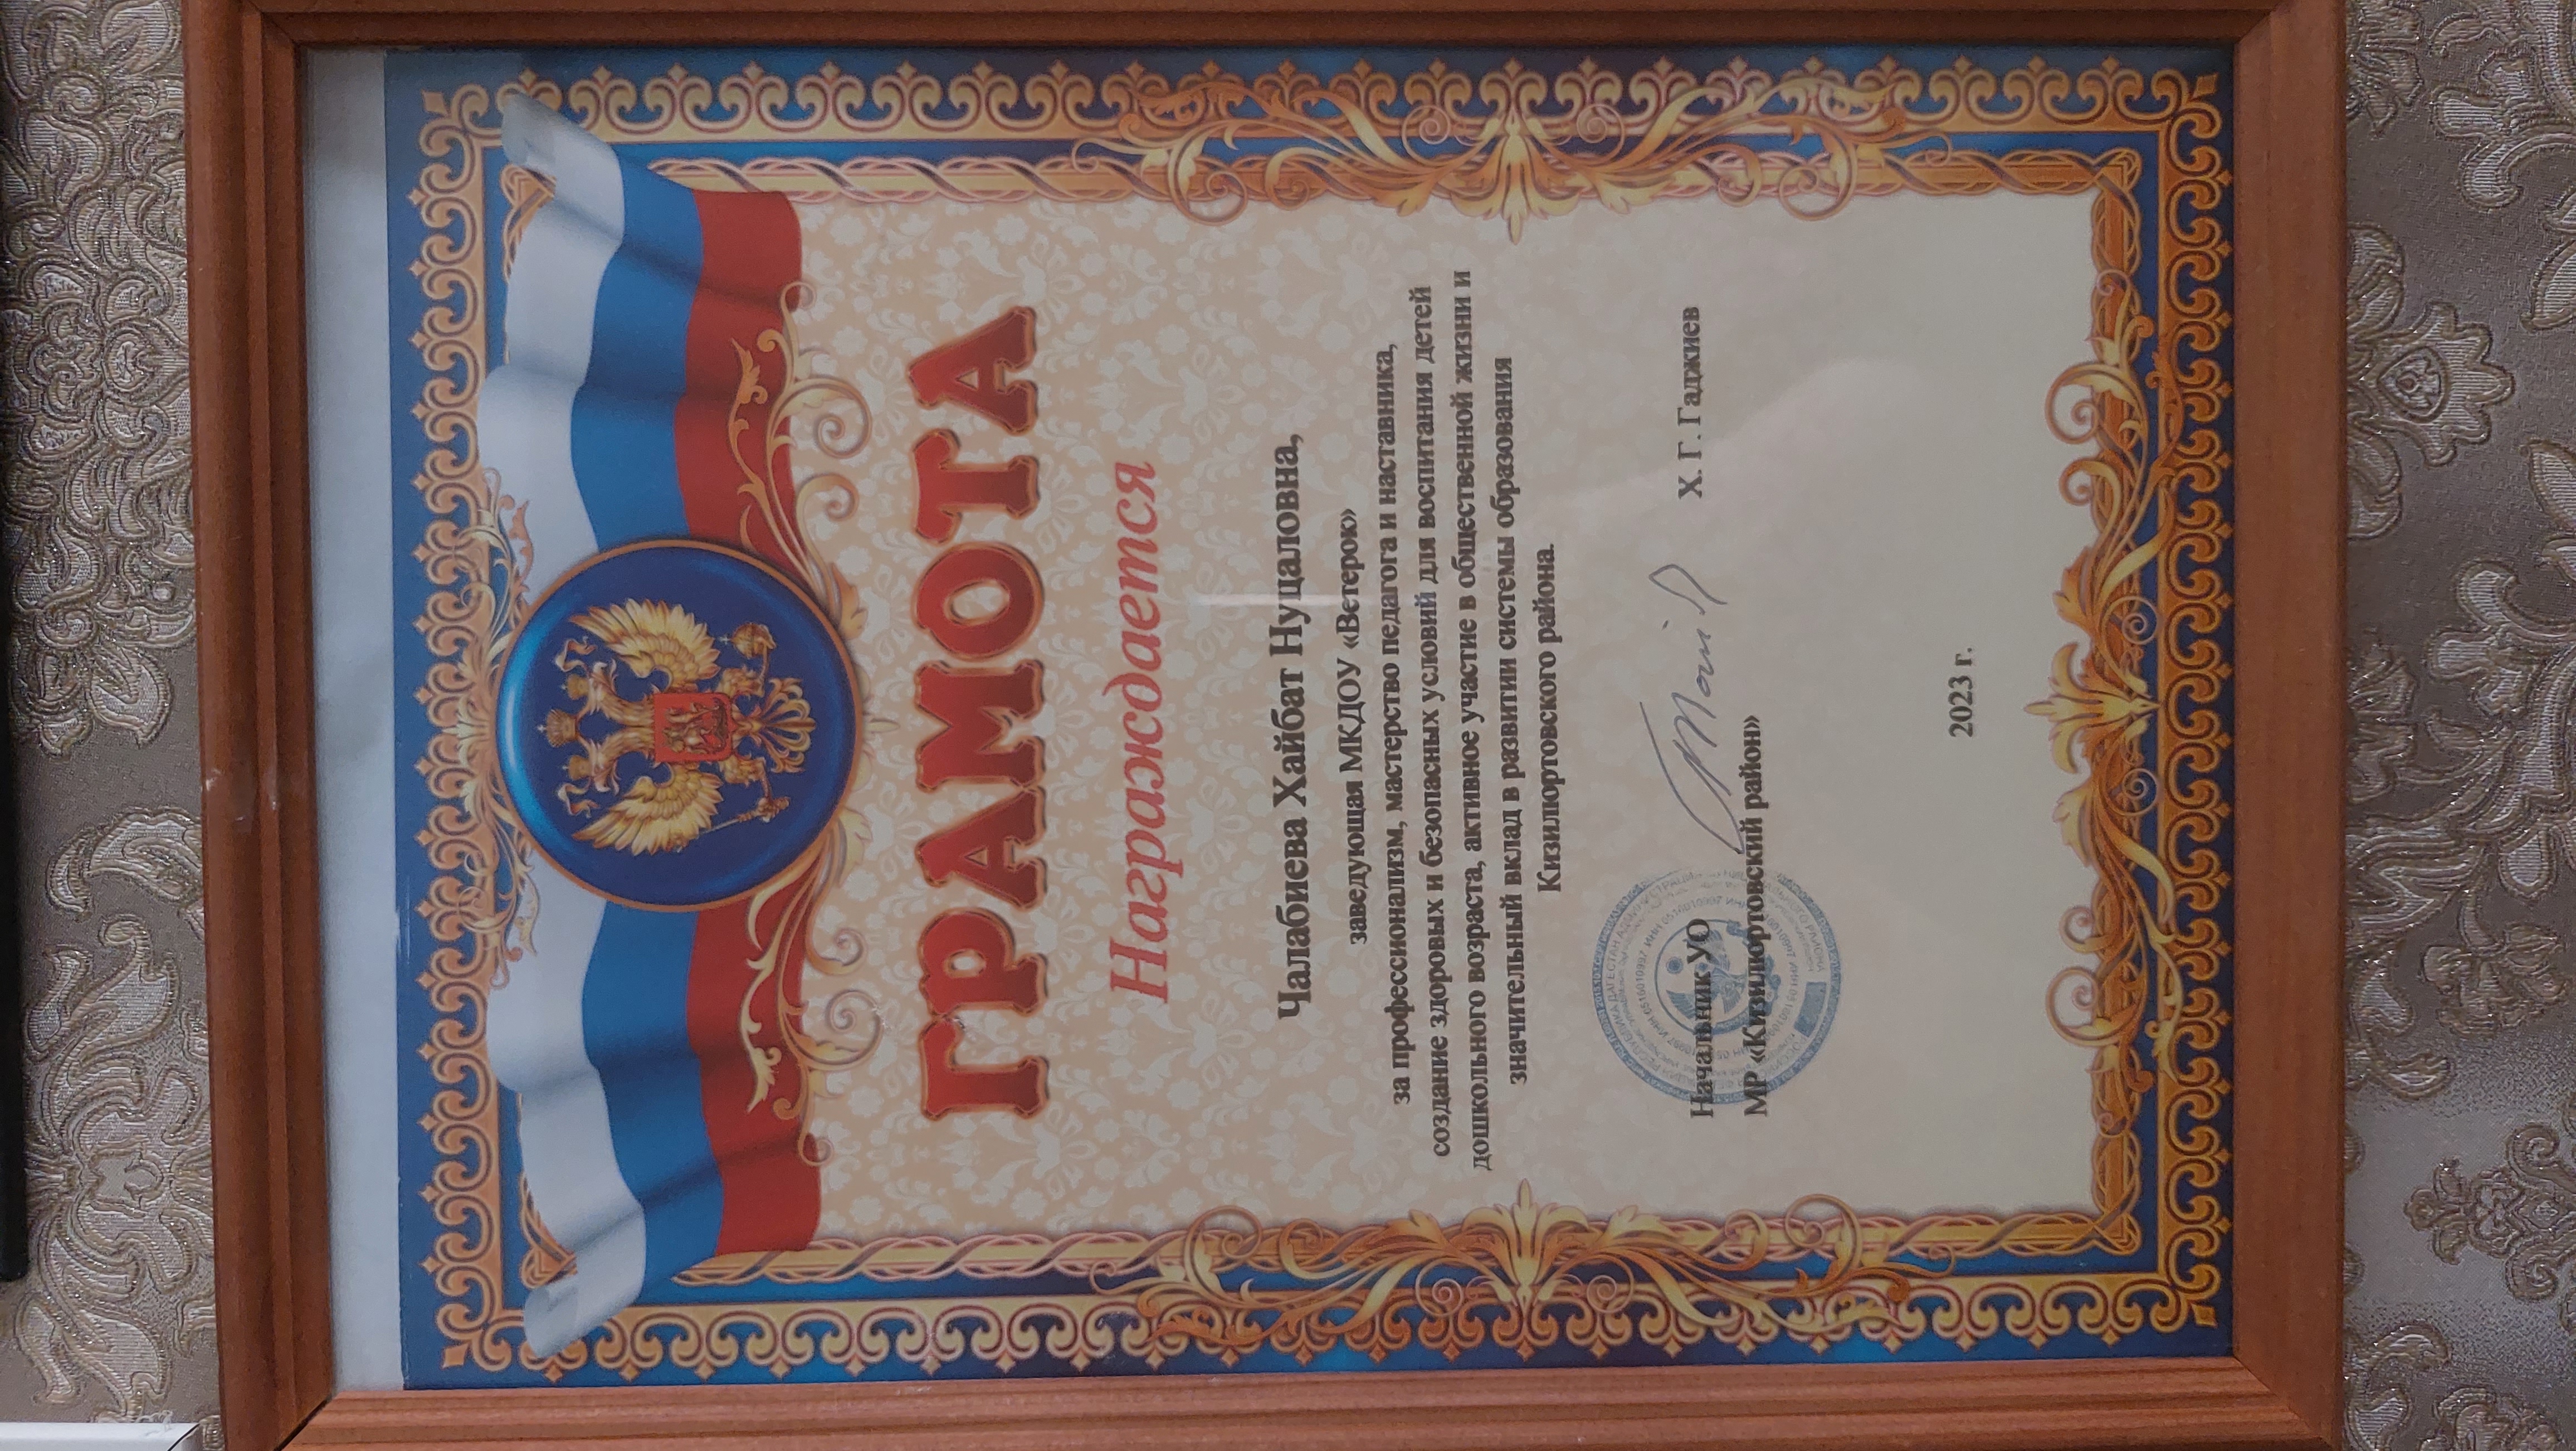 ГРАМОТА
Награждается
Чалабиева Хайбат Нуцаловна,
заведующая МКДОУ «Ветерок»
за профессионализм, мастерство педагога и наставника,
создание здоровых и безопасных условий для воспитания детей
дошкольного возраста, активное участие в общественной жизни и
значительный вклад в развитии системы образования
Кизилюртовского района.
Начальник УО
МР «Кизилюртовский район»
Х. Г. Гаджиев
2023 г.